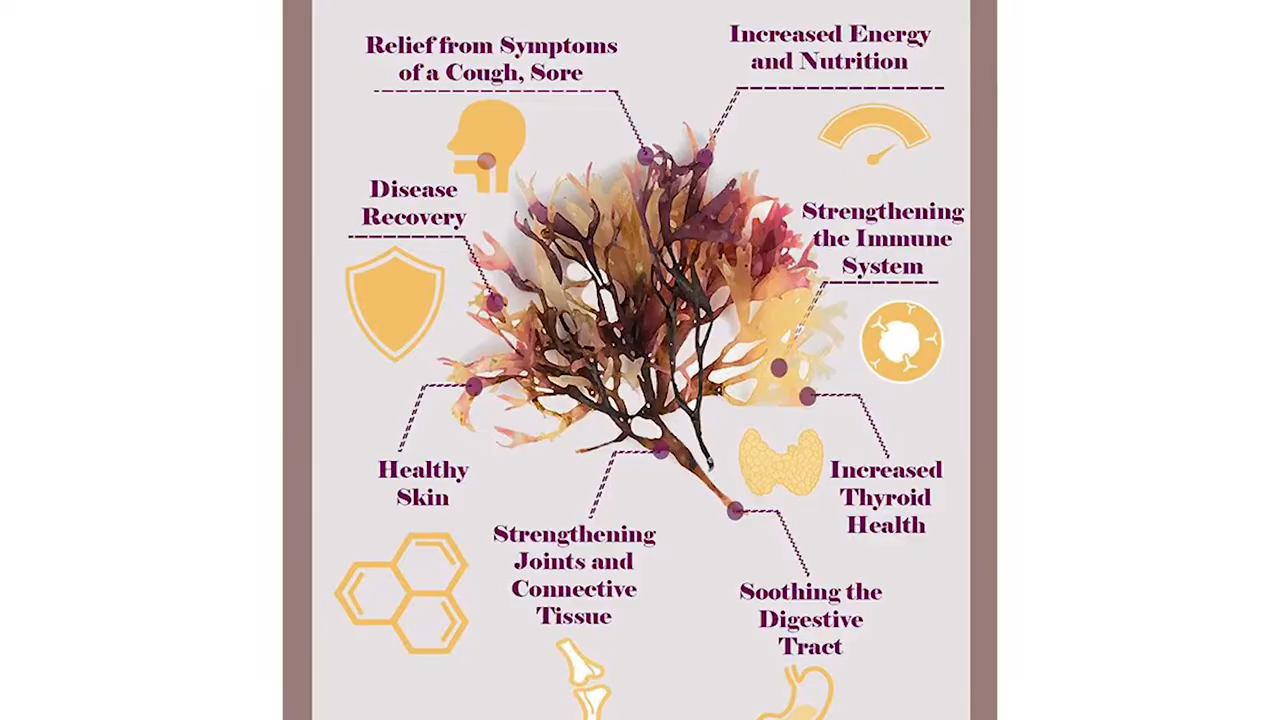 Relief from Symptoms
of a Cough, Sore
Increased Energy
and Nutrition
Disease
Recovery
Strengthening
the Immune
System
Healthy
Skin
Increased
Thyroid
Health
Strengthening
Joints and
Connective
Tissue
Soothing the
Digestive
Tract